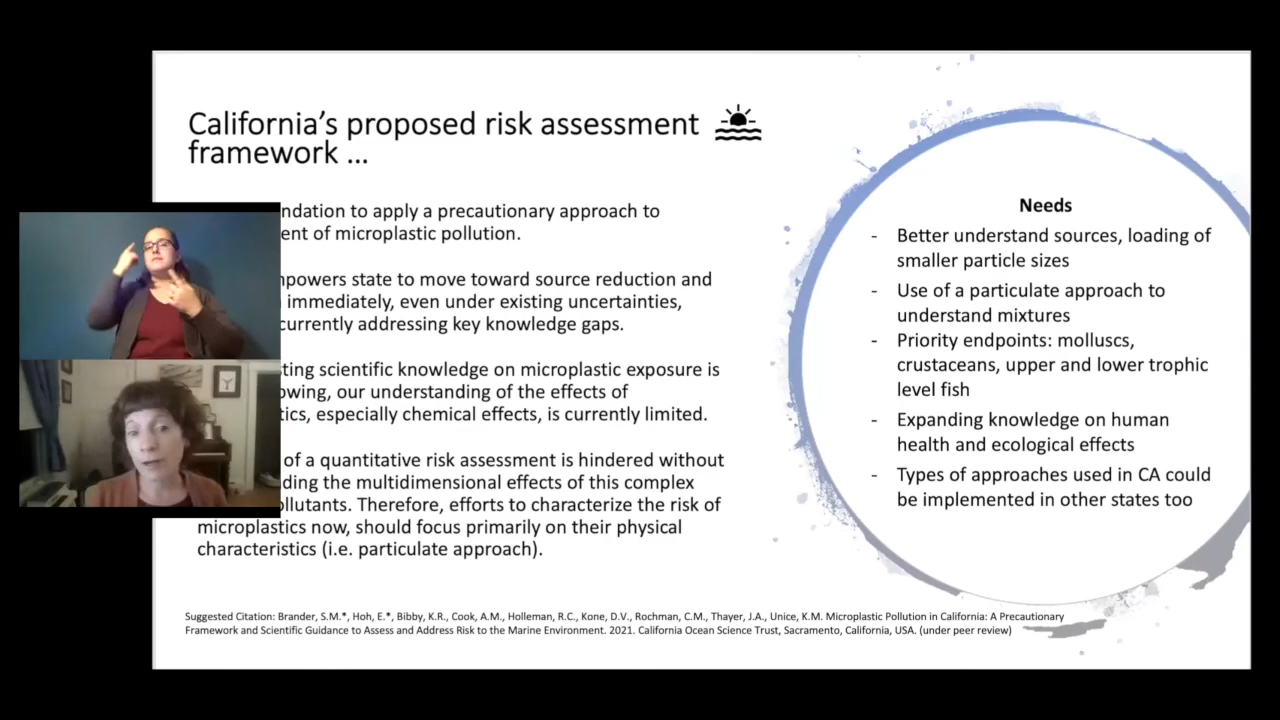 California's proposed risk assessment
framework ...
to apply a precautionary approach to
of microplastic pollution.
state to move toward source reduction and
immediately, even under existing uncertainties,
currently addressing key knowledge gaps.
scientific knowledge on microplastic exposure is
our understanding of the effects of
especially chemical effects, is currently limited.
of a quantitative risk assessment is hindered without
the multidimensional effects of this complex
Therefore, efforts to characterize the risk of
microplastics now, should focus primarily on their physical
characteristics (i.e. particulate approach).
Needs
- Better understand sources, loading of
smaller particle sizes
- Use of a particulate approach to
understand mixtures
- Priority endpoints: molluscs,
crustaceans, upper and lower trophic
level fish
- Expanding knowledge on human
health and ecological effects
- Types of approaches used in CA could
be implemented in other states too
Suggested Citation: Brander, S.M.*, Hoh, E.*, Bibby, K.R., Cook, A.M., Holleman, R.C., Kone, D.V., Rochman, C.M., Thayer, J.A., Unice, K.M. Microplastic Pollution in California: A Precautionary
Framework and Scientific Guidance to Assess and Address Risk to the Marine Environment. 2021. California Ocean Science Trust, Sacramento, California, USA. (under peer review)